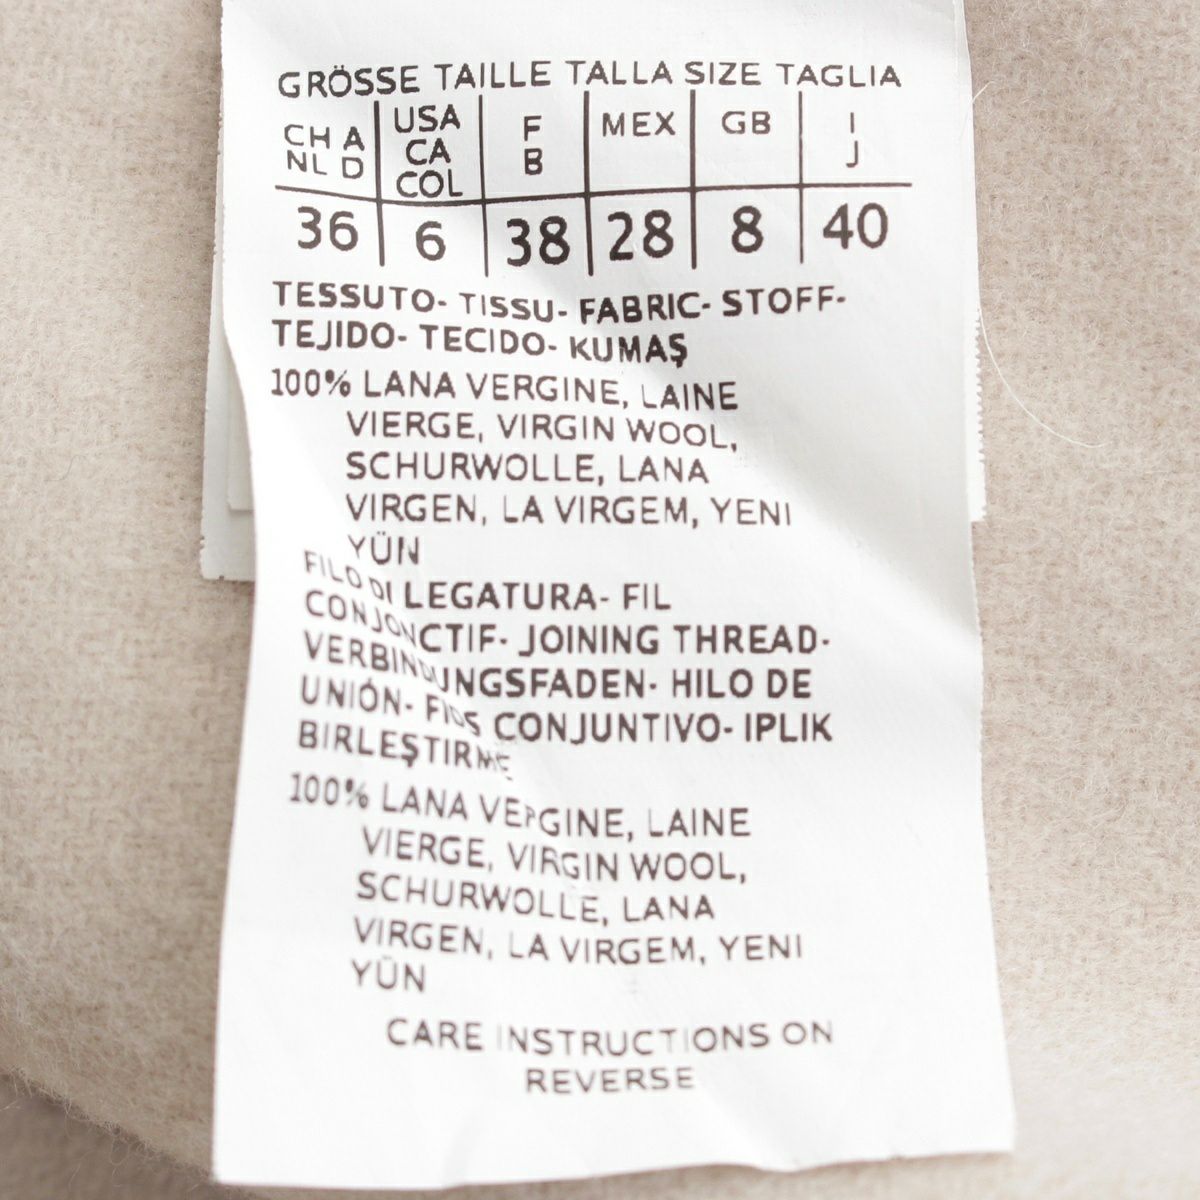 GRÖSSE TAILLE TALLA SIZE TAGLIA
CH A NL D | USA CA COL | F B | MEX | GB | I J
36 | 6 | 38 | 28 | 8 | 40
TESSUTO- TISSU- FABRIC- STOFF-
TEJIDO- TECIDO- KUMAŞ
100% LANA VERGINE, LAINE
VIERGE, VIRGIN WOOL,
SCHURWOLLE, LANA
VIRGEN, LA VIRGEM, YENI
YÜN
FILO DI LEGATURA- FIL
CONJONCTIF- JOINING THREAD-
VERBINDUNGSFADEN- HILO DE
UNIÓN- FIOS CONJUNTIVO- IPLIK
BIRLEŞTIRME
100% LANA VERGINE, LAINE
VIERGE, VIRGIN WOOL,
SCHURWOLLE, LANA
VIRGEN, LA VIRGEM, YENI
YÜN
CARE INSTRUCTIONS ON
REVERSE